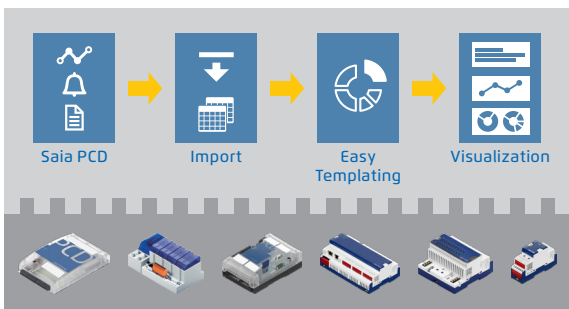 Saia PCD
Import
Easy
Templating
Visualization
PCD